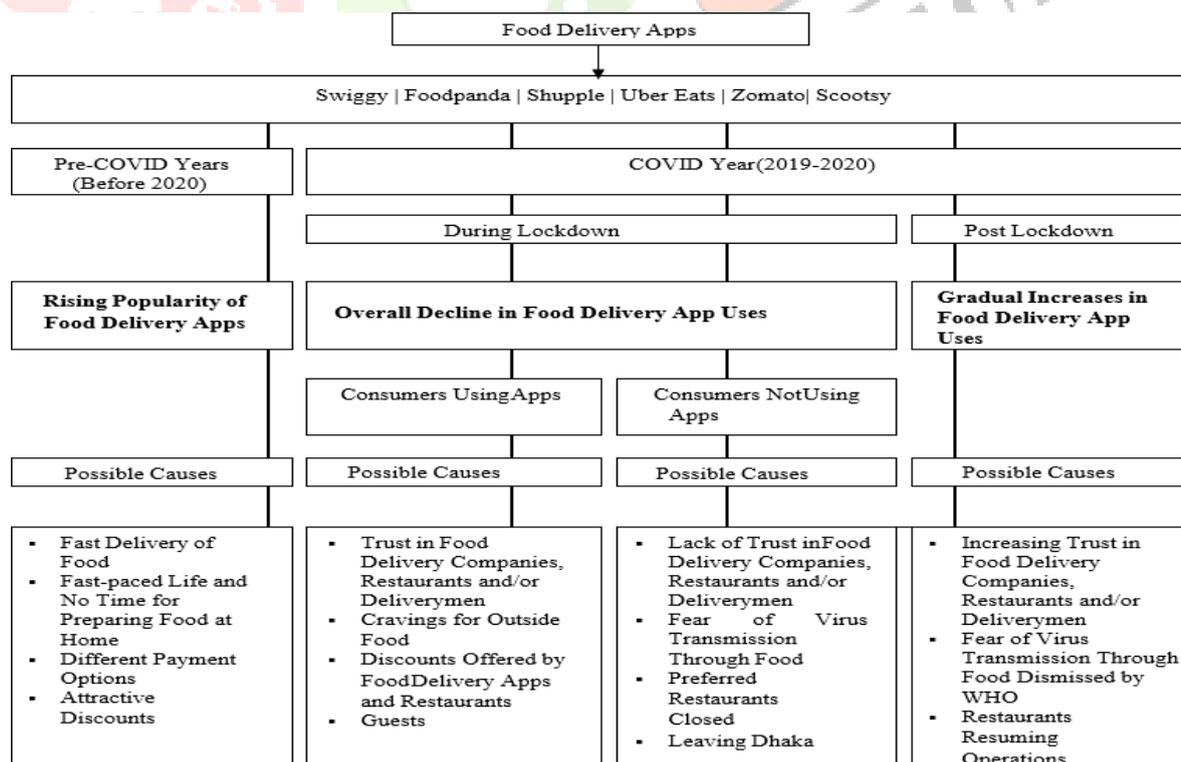 Food Delivery Apps
Swiggy | Foodpanda | Shupple | Uber Eats | Zomato| Scootsy
Pre-COVID Years
(Before 2020)
COVID Year(2019-2020)
During Lockdown
Post Lockdown
Rising Popularity of
Food Delivery Apps
Overall Decline in Food Delivery App Uses
Gradual Increases in
Food Delivery App
Uses
Consumers UsingApps
Consumers NotUsing
Apps
Possible Causes
Possible Causes
Possible Causes
Possible Causes
▪ Fast Delivery of
Food
▪ Fast-paced Life and
No Time for
Preparing Food at
Home
▪ Different Payment
Options
▪ Attractive
Discounts
▪ Trust in Food
Delivery Companies,
Restaurants and/or
Deliverymen
▪ Cravings for Outside
Food
▪ Discounts Offered by
FoodDelivery Apps
and Restaurants
▪ Guests
▪ Lack of Trust inFood
Delivery Companies,
Restaurants and/or
Deliverymen
▪ Fear of Virus
Transmission
Through Food
▪ Preferred
Restaurants
Closed
▪ Leaving Dhaka
▪ Increasing Trust in
Food Delivery
Companies,
Restaurants and/or
Deliverymen
▪ Fear of Virus
Transmission Through
Food Dismissed by
WHO
▪ Restaurants
Resuming
Operations